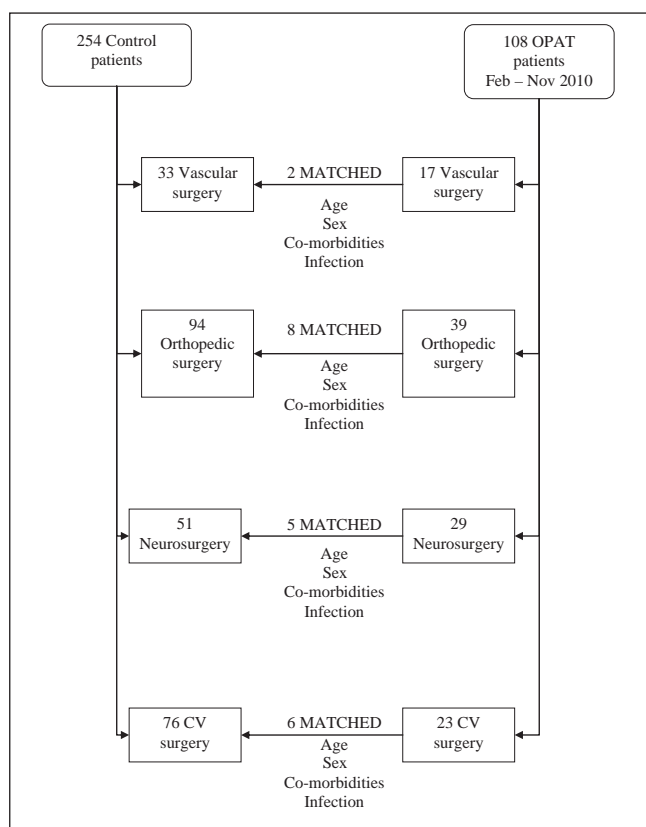 254 Control
patients
108 OPAT
patients
Feb – Nov 2010
33 Vascular
surgery
2 MATCHED
Age
Sex
Co-morbidities
Infection
17 Vascular
surgery
94
Orthopedic
surgery
8 MATCHED
Age
Sex
Co-morbidities
Infection
39
Orthopedic
surgery
51
Neurosurgery
5 MATCHED
Age
Sex
Co-morbidities
Infection
29
Neurosurgery
76 CV
surgery
6 MATCHED
Age
Sex
Co-morbidities
Infection
23 CV
surgery